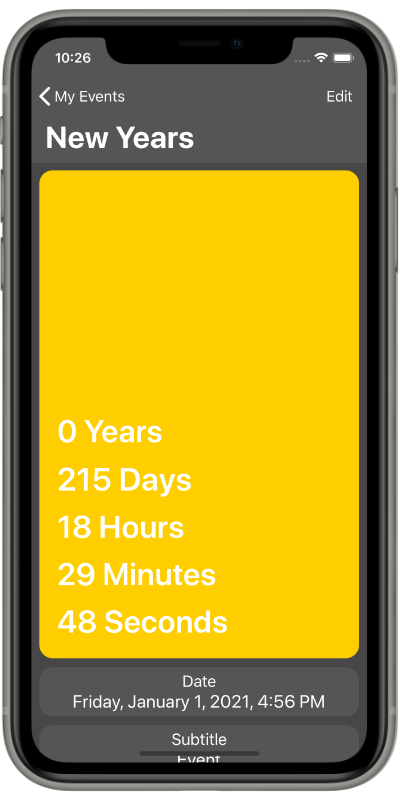 10:26
My Events
Edit
New Years
0 Years
215 Days
18 Hours
29 Minutes
48 Seconds
Date
Friday, January 1, 2021, 4:56 PM
Subtitle
Event